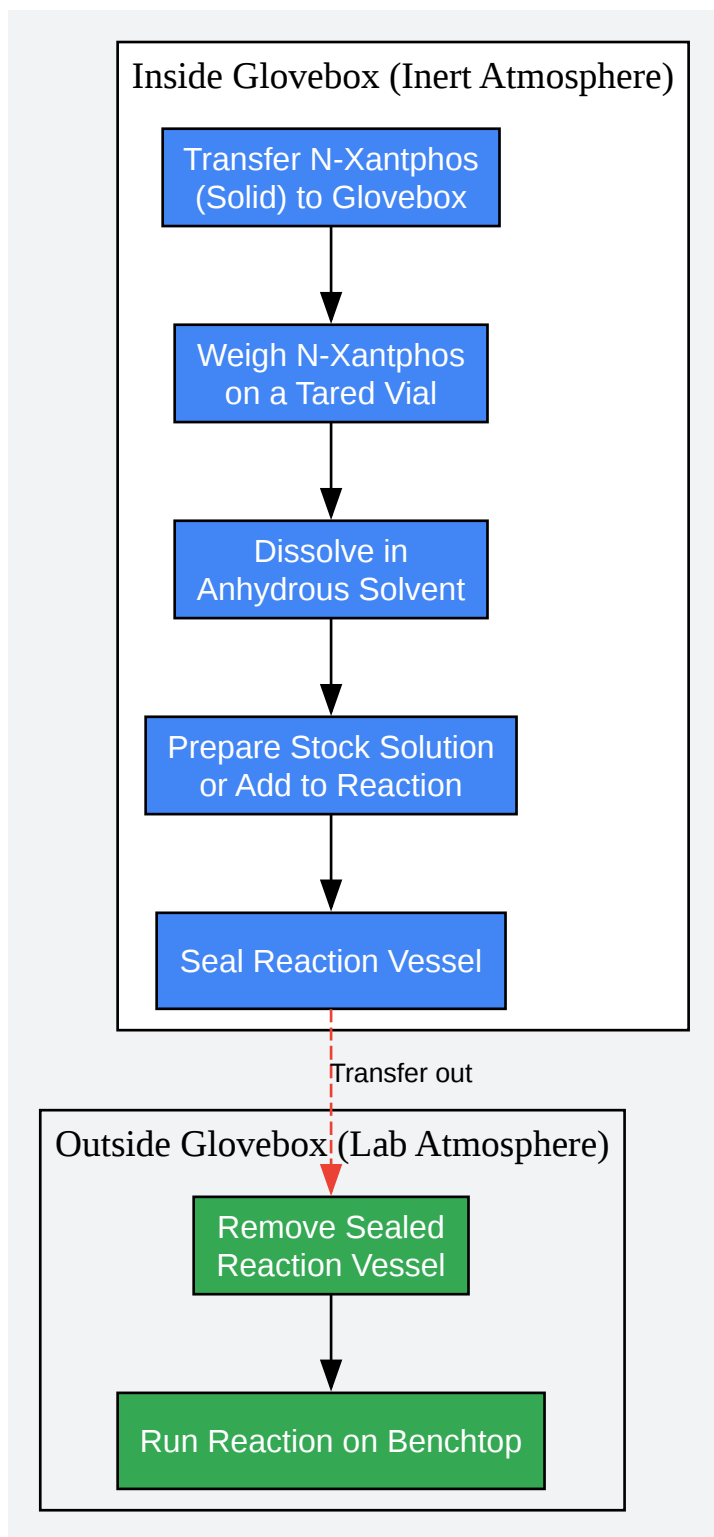 Inside Glovebox (Inert Atmosphere)
Transfer N-Xantphos
(Solid) to Glovebox
Weigh N-Xantphos
on a Tared Vial
Dissolve in
Anhydrous Solvent
Prepare Stock Solution
or Add to Reaction
Seal Reaction Vessel
Transfer out
Outside Glovebox (Lab Atmosphere)
Remove Sealed
Reaction Vessel
Run Reaction on Benchtop